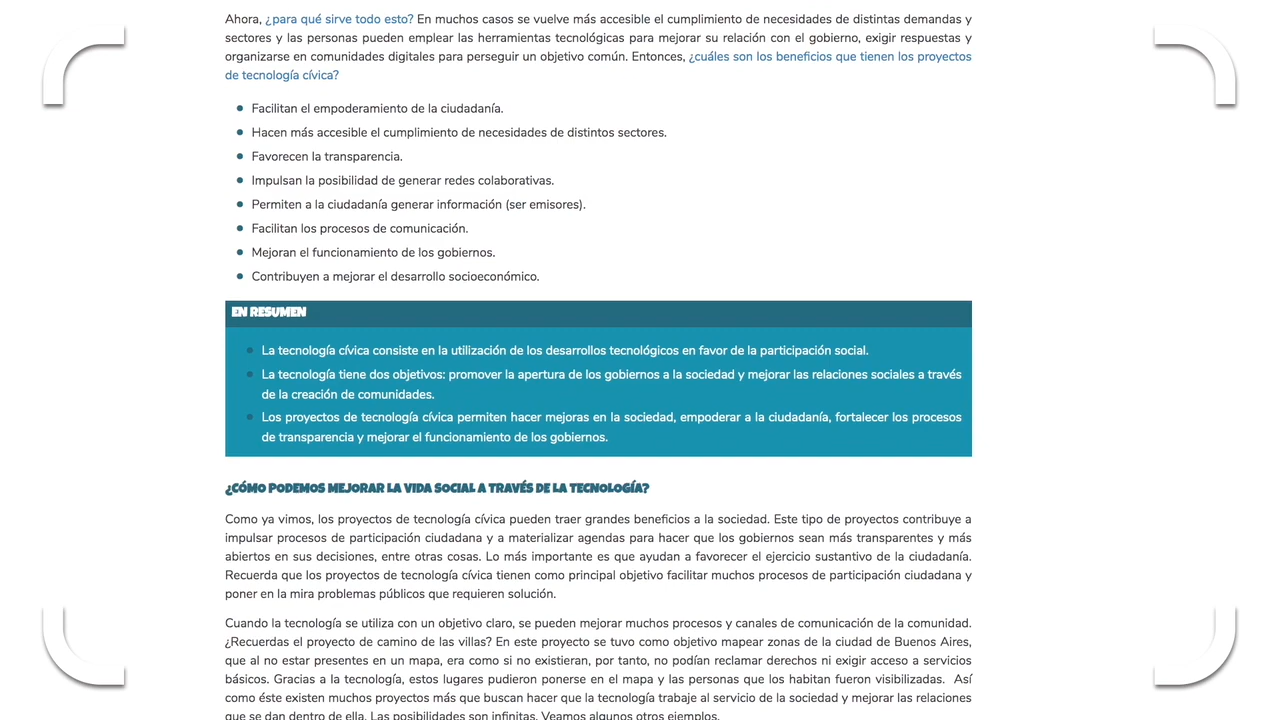 Ahora, ¿para qué sirve todo esto? En muchos casos se vuelve más accesible el cumplimiento de necesidades de distintas demandas y
sectores y las personas pueden emplear las herramientas tecnológicas para mejorar su relación con el gobierno, exigir respuestas y
organizarse en comunidades digitales para perseguir un objetivo común. Entonces, ¿cuáles son los beneficios que tienen los proyectos
de tecnología cívica?
Facilitan el empoderamiento de la ciudadanía.
Hacen más accesible el cumplimiento de necesidades de distintos sectores.
Favorecen la transparencia.
Impulsan la posibilidad de generar redes colaborativas.
Permiten a la ciudadanía generar información (ser emisores).
Facilitan los procesos de comunicación.
Mejoran el funcionamiento de los gobiernos.
Contribuyen a mejorar el desarrollo socioeconómico.
EN RESUMEN
La tecnología cívica consiste en la utilización de los desarrollos tecnológicos en favor de la participación social.
La tecnología tiene dos objetivos: promover la apertura de los gobiernos a la sociedad y mejorar las relaciones sociales a través
de la creación de comunidades.
Los proyectos de tecnología cívica permiten hacer mejoras en la sociedad, empoderar a la ciudadanía, fortalecer los procesos
de transparencia y mejorar el funcionamiento de los gobiernos.
¿CÓMO PODEMOS MEJORAR LA VIDA SOCIAL A TRAVÉS DE LA TECNOLOGÍA?
Como ya vimos, los proyectos de tecnología cívica pueden traer grandes beneficios a la sociedad. Este tipo de proyectos contribuye a
impulsar procesos de participación ciudadana y a materializar agendas para hacer que los gobiernos sean más transparentes y más
abiertos en sus decisiones, entre otras cosas. Lo más importante es que ayudan a favorecer el ejercicio sustantivo de la ciudadanía.
Recuerda que los proyectos de tecnología cívica tienen como principal objetivo facilitar muchos procesos de participación ciudadana y
poner en la mira problemas públicos que requieren solución.
Cuando la tecnología se utiliza con un objetivo claro, se pueden mejorar muchos procesos y canales de comunicación de la comunidad.
¿Recuerdas el proyecto de camino de las villas? En este proyecto se tuvo como objetivo mapear zonas de la ciudad de Buenos Aires,
que al no estar presentes en un mapa, era como si no existieran, por tanto, no podían reclamar derechos ni exigir acceso a servicios
básicos. Gracias a la tecnología, estos lugares pudieron ponerse en el mapa y las personas que los habitan fueron visibilizadas. Así
como éste existen muchos proyectos más que buscan hacer que la tecnología trabaje al servicio de la sociedad y mejorar las relaciones
que se dan dentro de ella. Las posibilidades son infinitas. Veamos algunos otros ejemplos.